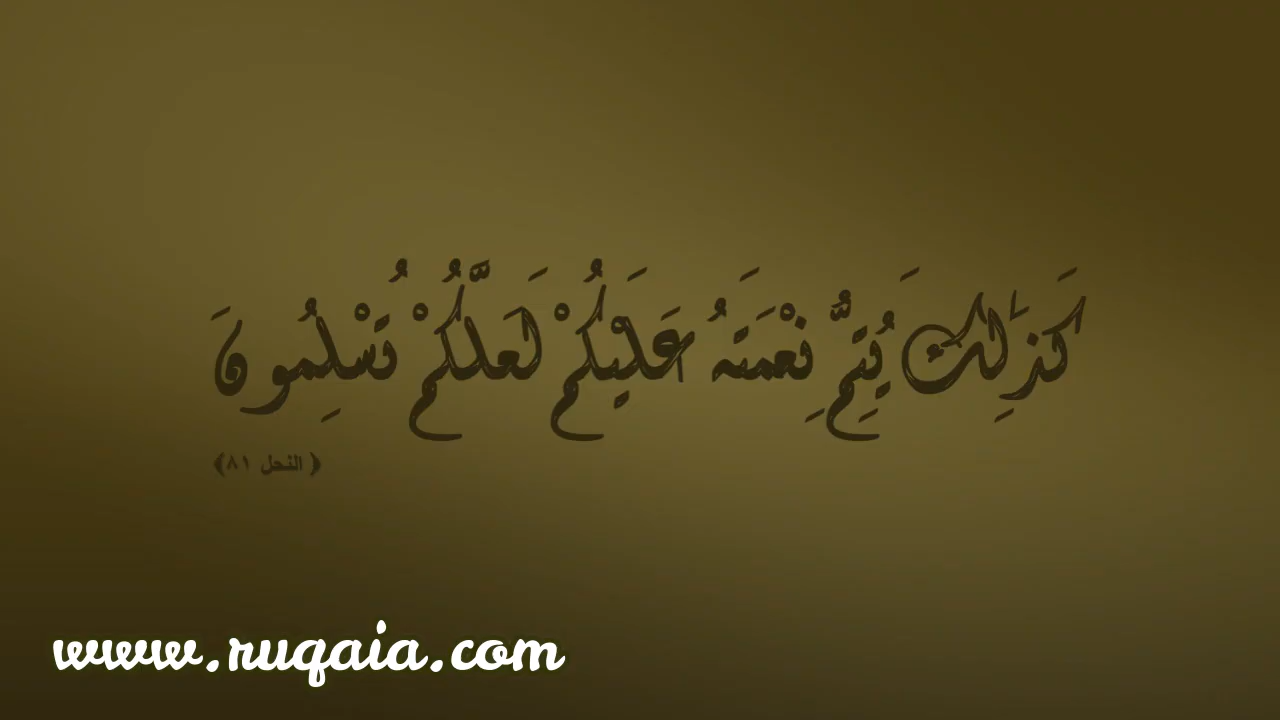 كَذَٰلِكَ يُتِمُّ نِعْمَتَهُ عَلَيْكُمْ لَعَلَّكُمْ تُسْلِمُونَ
﴿ النحل ٨١﴾
www.ruqaia.com